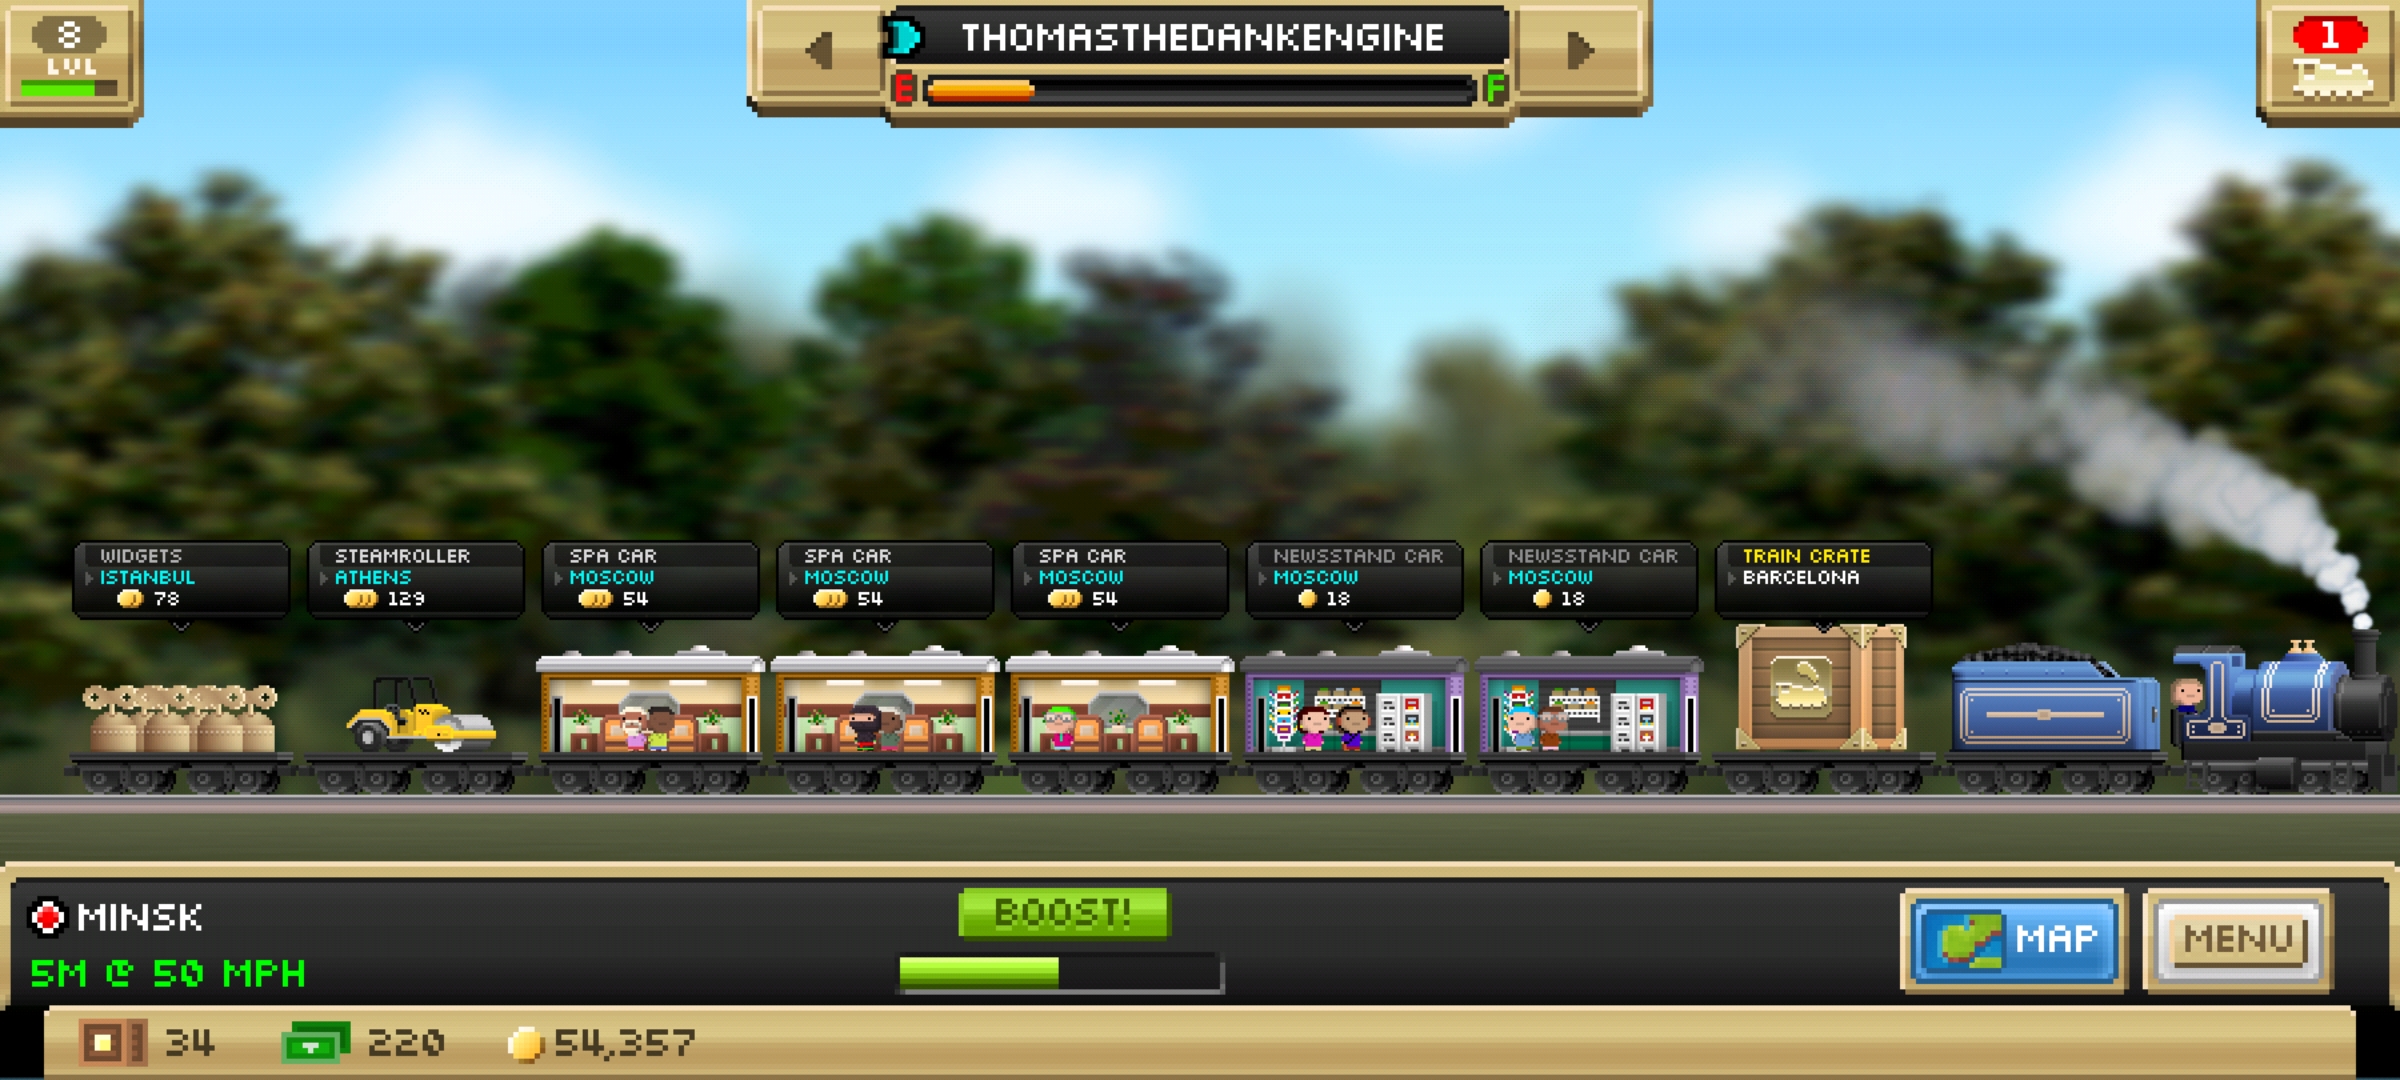 8
LVL
THOMASTHEDANKENGINE
E F
1
WIDGETS
ISTANBUL
78
STEAMROLLER
ATHENS
129
SPA CAR
MOSCOW
54
SPA CAR
MOSCOW
54
SPA CAR
MOSCOW
54
NEWSSTAND CAR
MOSCOW
18
NEWSSTAND CAR
MOSCOW
18
TRAIN CRATE
BARCELONA
MINSK
5M @ 50 MPH
BOOST!
MAP
MENU
34
220
54,357